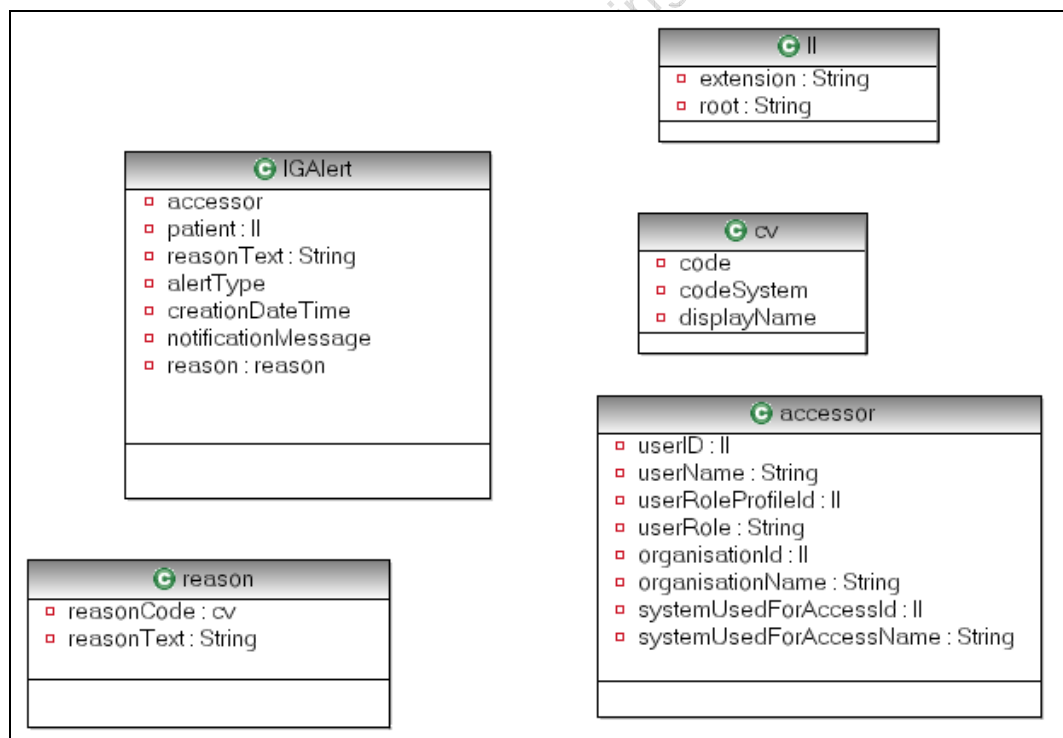 C II
extension : String
root : String
C IGAlert
accessor
patient : II
reasonText : String
alertType
creationDateTime
notificationMessage
reason : reason
C cv
code
codeSystem
displayName
C accessor
userID : II
userName : String
userRoleProfileId : II
userRole : String
organisationId : II
organisationName : String
systemUsedForAccessId : II
systemUsedForAccessName : String
C reason
reasonCode : cv
reasonText : String